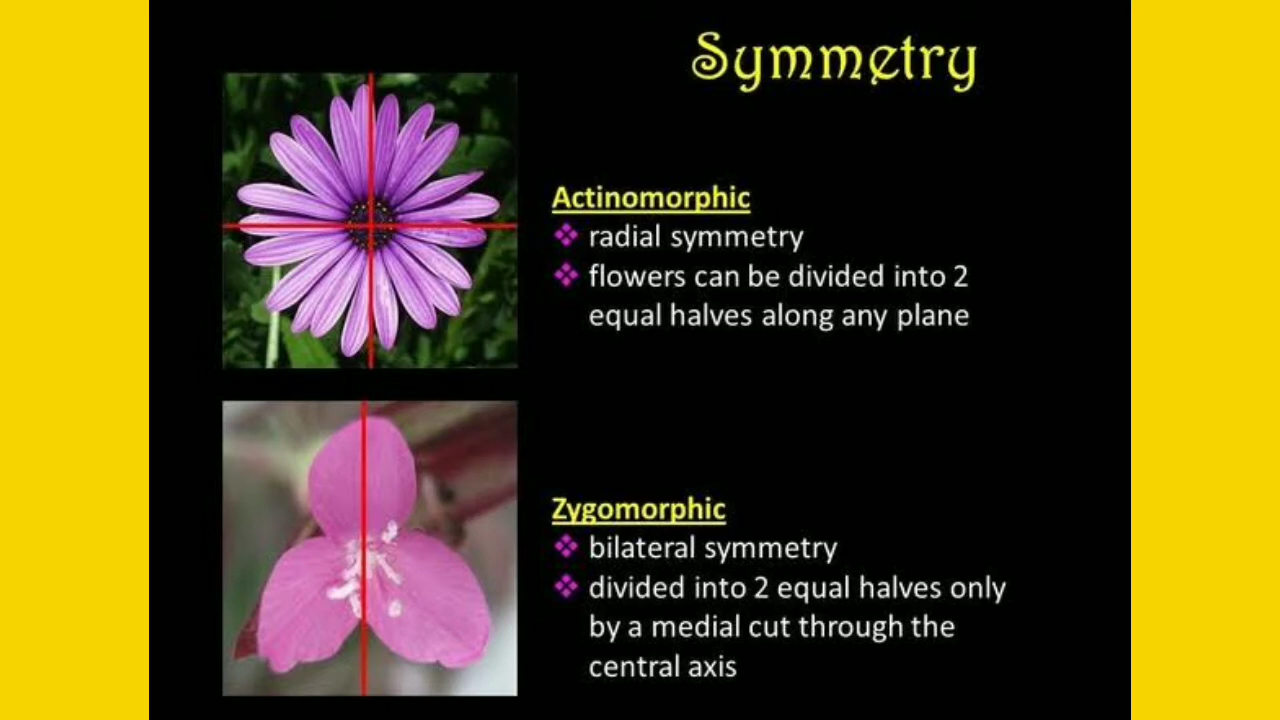 Symmetry
Actinomorphic
❖ radial symmetry
❖ flowers can be divided into 2
equal halves along any plane
Zygomorphic
❖ bilateral symmetry
❖ divided into 2 equal halves only
by a medial cut through the
central axis